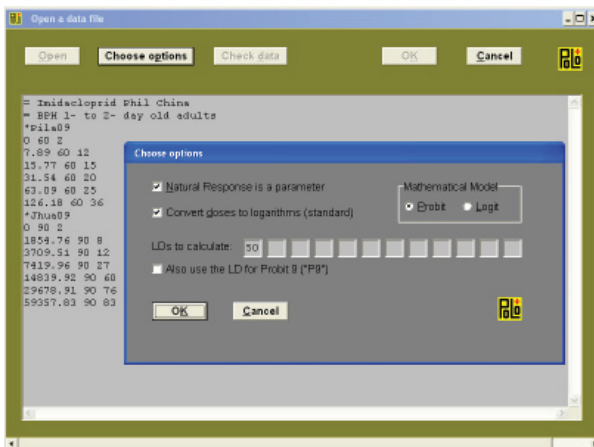 Open a data file
Open Choose options Check data OK Cancel Polo+
= Imidacloprid Phil China
= BPH 1- to 2- day old adults
*Pila09
0 60 2
7.89 60 12
15.77 60 15
31.54 60 20
63.09 60 25
126.18 60 36
*Jhua09
0 90 2
1854.76 90 8
3709.51 90 12
7419.96 90 27
14839.92 90 60
29678.91 90 76
59357.83 90 83
Choose options
Natural Response is a parameter
Convert doses to logarithms (standard)
Mathematical Model
Probit Logit
LDs to calculate: 50
Also use the LD for Probit 9 ("P9")
OK Cancel Polo+